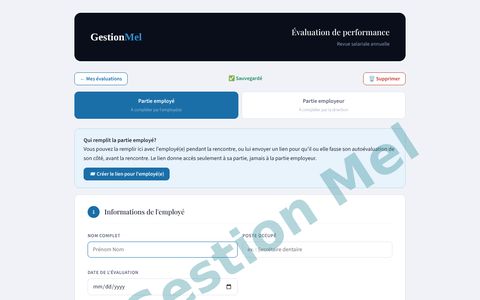 GestionMel
Évaluation de performance
Revue salariale annuelle
← Mes évaluations
✅ Sauvegardé
🗑 Supprimer
Partie employé
À compléter par l'employé(e)
Partie employeur
À compléter par la direction
Qui remplit la partie employé?
Vous pouvez la remplir ici avec l'employé(e) pendant la rencontre, ou lui envoyer un lien pour qu'il ou elle fasse son autoévaluation de
son côté, avant la rencontre. Le lien donne accès seulement à sa partie, jamais à la partie employeur.
Créer le lien pour l'employé(e)
1 Informations de l'employé
NOM COMPLET
POSTE OCCUPÉ
Prénom Nom
ex. : Secrétaire dentaire
DATE DE L'ÉVALUATION
mm/dd/yyyy
Gestion Mel